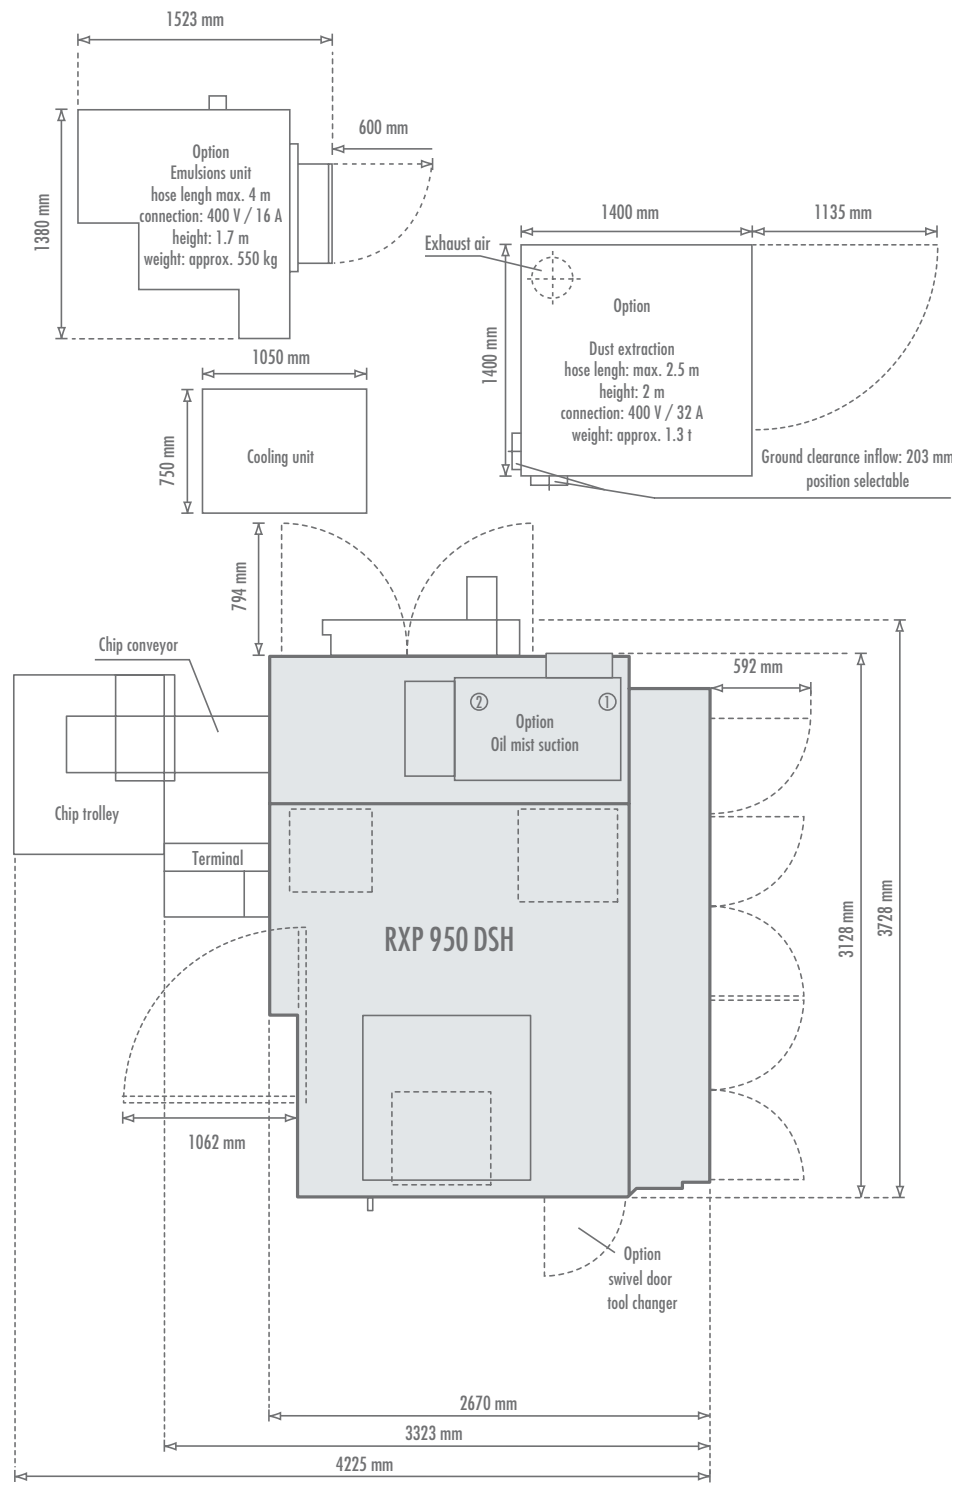 1523 mm
600 mm
Option
Emulsions unit
hose lengh max. 4 m
connection: 400 V / 16 A
height: 1.7 m
weight: approx. 550 kg
1380 mm
1400 mm
1135 mm
Exhaust air
Option
Dust extraction
hose lengh: max. 2.5 m
height: 2 m
connection: 400 V / 32 A
weight: approx. 1.3 t
1400 mm
Ground clearance inflow: 203 mm
position selectable
1050 mm
750 mm
Cooling unit
794 mm
Chip conveyor
592 mm
② ①
Option
Oil mist suction
Chip trolley
Terminal
RXP 950 DSH
3128 mm
3728 mm
1062 mm
Option
swivel door
tool changer
2670 mm
3323 mm
4225 mm